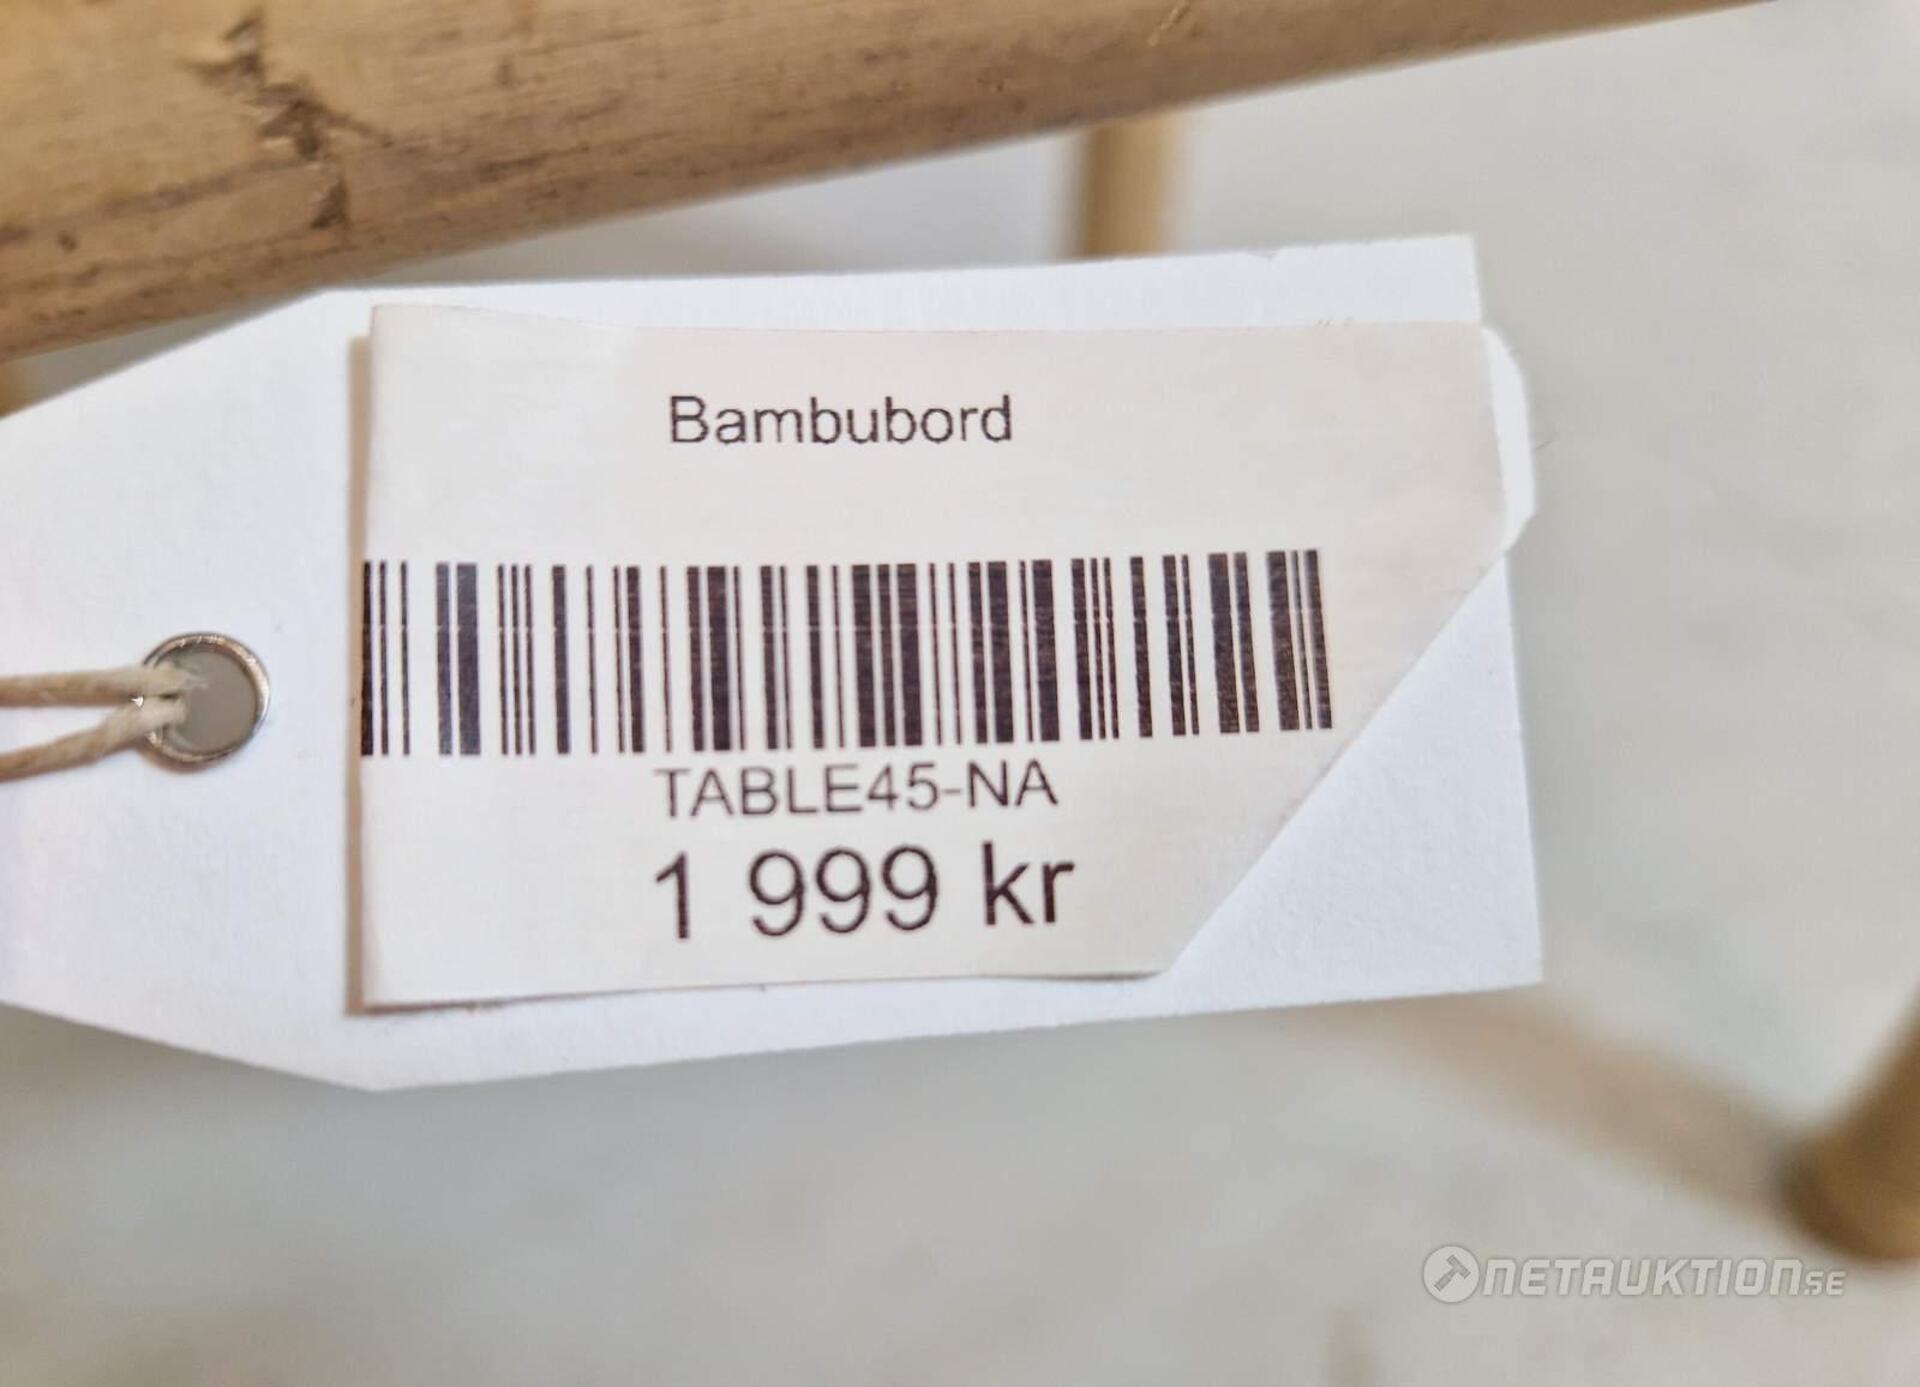 Bambubord
TABLE45-NA
1 999 kr
NETAUKTION.SE